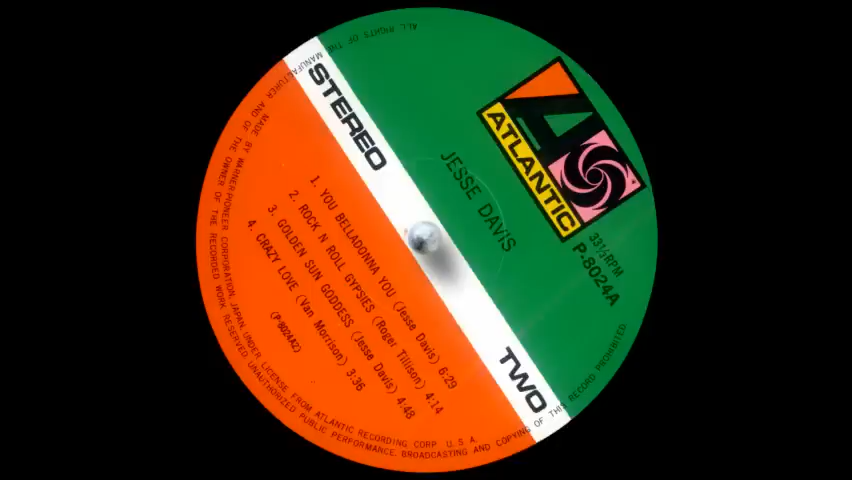 ATLANTIC
33⅓RPM
P-8024A
JESSE DAVIS
STEREO
TWO
1. YOU BELLADONNA YOU (Jesse Davis) 6:29
2. ROCK N ROLL GYPSIES (Roger Tillison) 4:14
3. GOLDEN SUN GODDESS (Jesse Davis) 4:48
4. CRAZY LOVE (Van Morrison) 3:36
(P-8024A2)
MADE BY WARNER-PIONEER CORPORATION, JAPAN, UNDER LICENSE FROM ATLANTIC RECORDING CORP. U.S.A.
ALL RIGHTS OF THE MANUFACTURER AND OF THE OWNER OF THE RECORDED WORK RESERVED UNAUTHORIZED PUBLIC PERFORMANCE, BROADCASTING AND COPYING OF THIS RECORD PROHIBITED